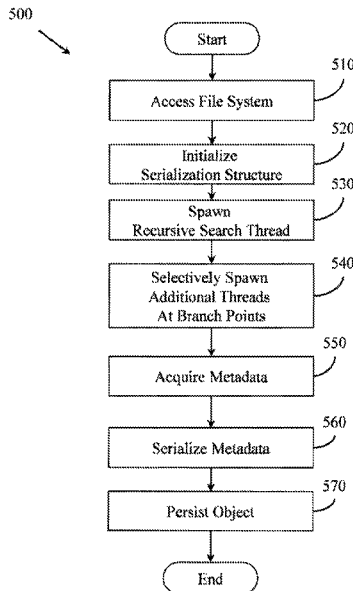 500
Start
510
Access File System
520
Initialize
Serialization Structure
530
Spawn
Recursive Search Thread
540
Selectively Spawn
Additional Threads
At Branch Points
550
Acquire Metadata
560
Serialize Metadata
570
Persist Object
End